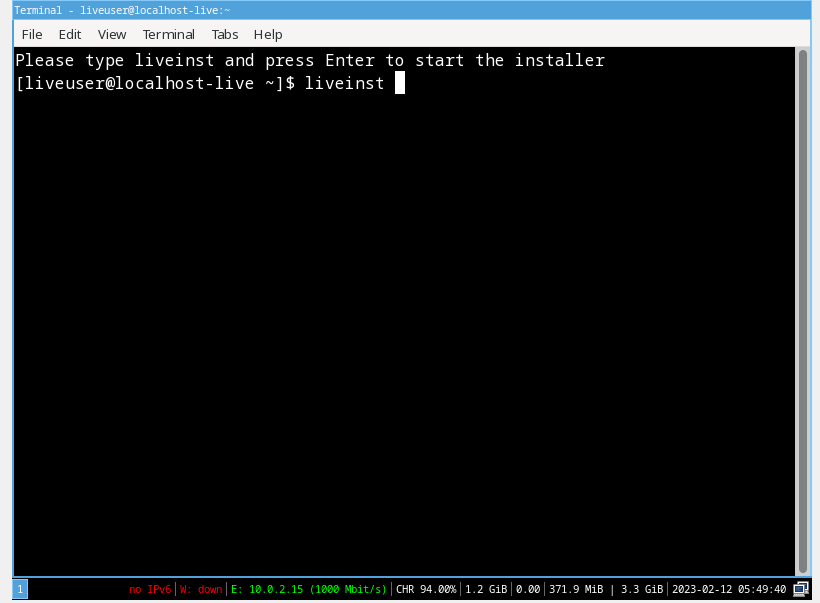 Terminal - liveuser@localhost-live:~
File Edit View Terminal Tabs Help
Please type liveinst and press Enter to start the installer
[liveuser@localhost-live ~]$ liveinst
1 no IPv6|W: down|E: 10.0.2.15 (1000 Mbit/s)|CHR 94.00%|1.2 GiB|0.00|371.9 MiB | 3.3 GiB|2023-02-12 05:49:40